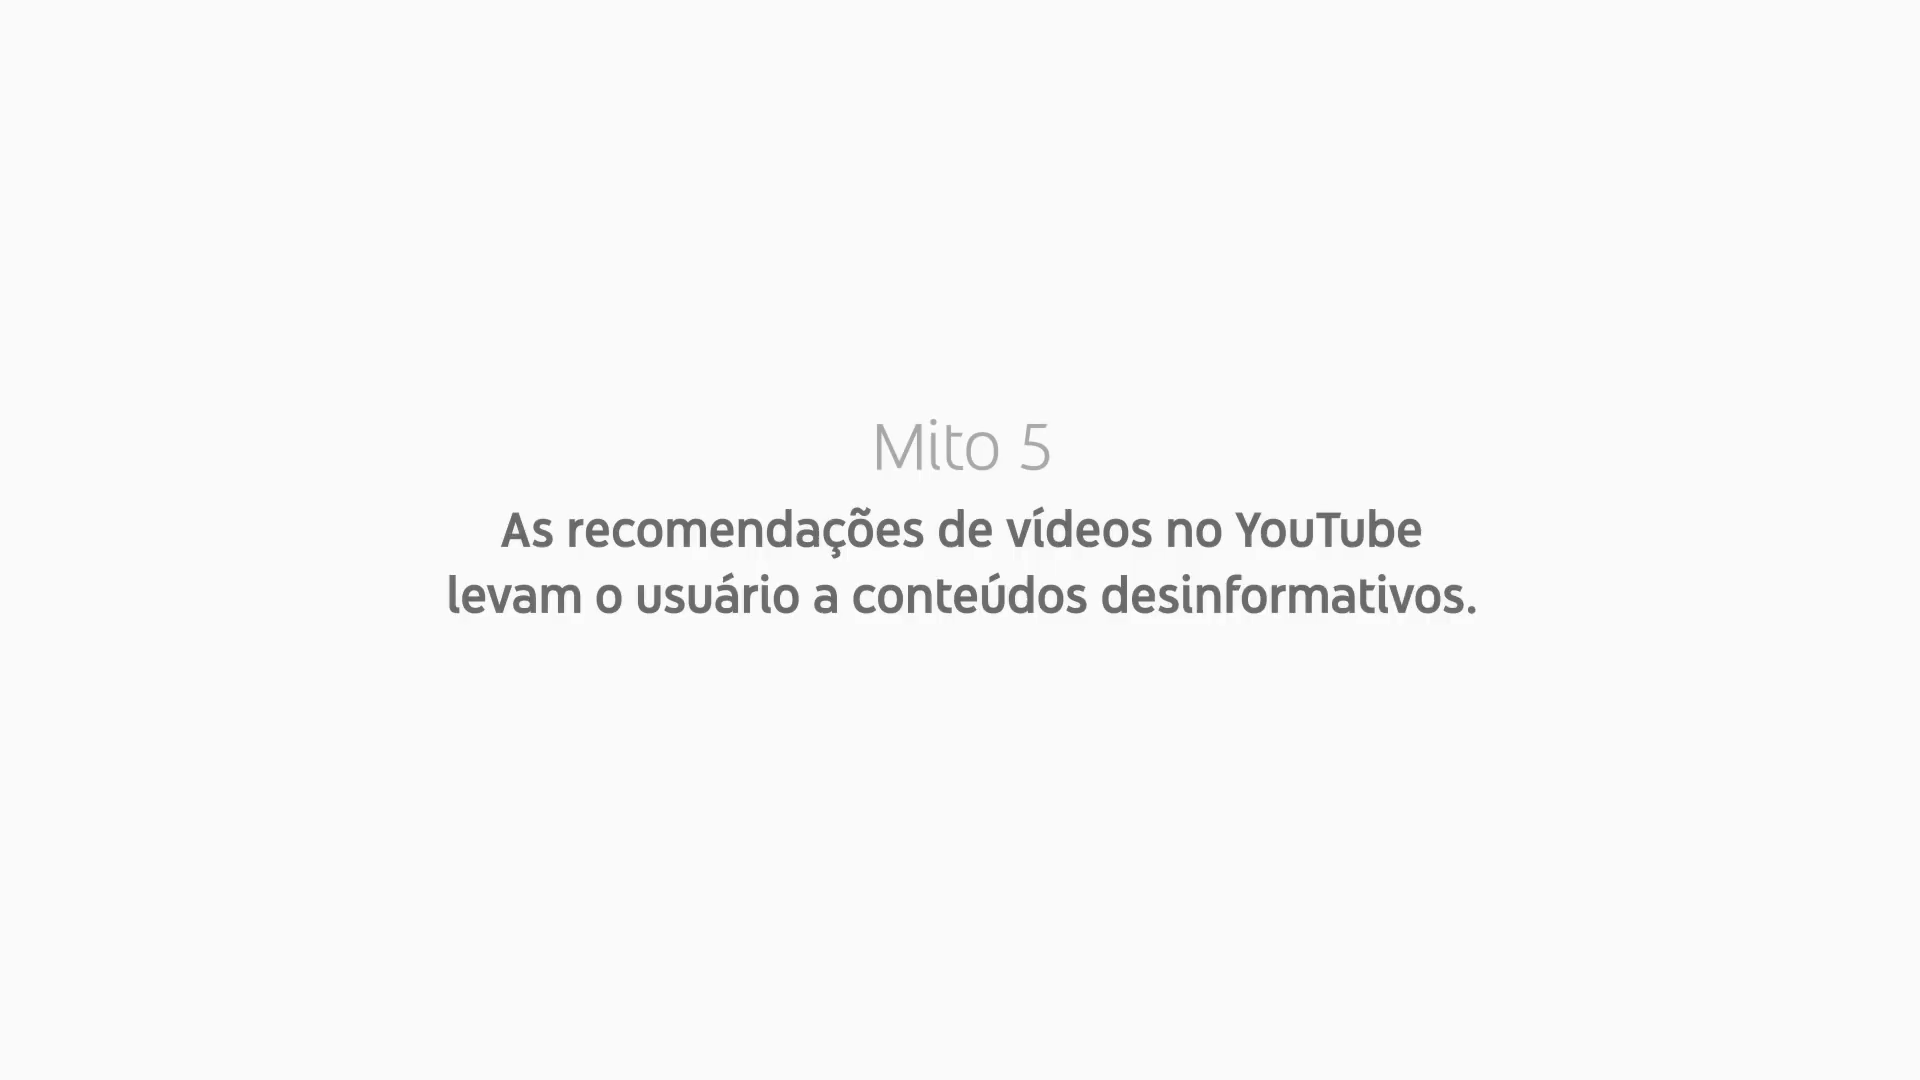 Mito 5
As recomendações de vídeos no YouTube
levam o usuário a conteúdos desinformativos.